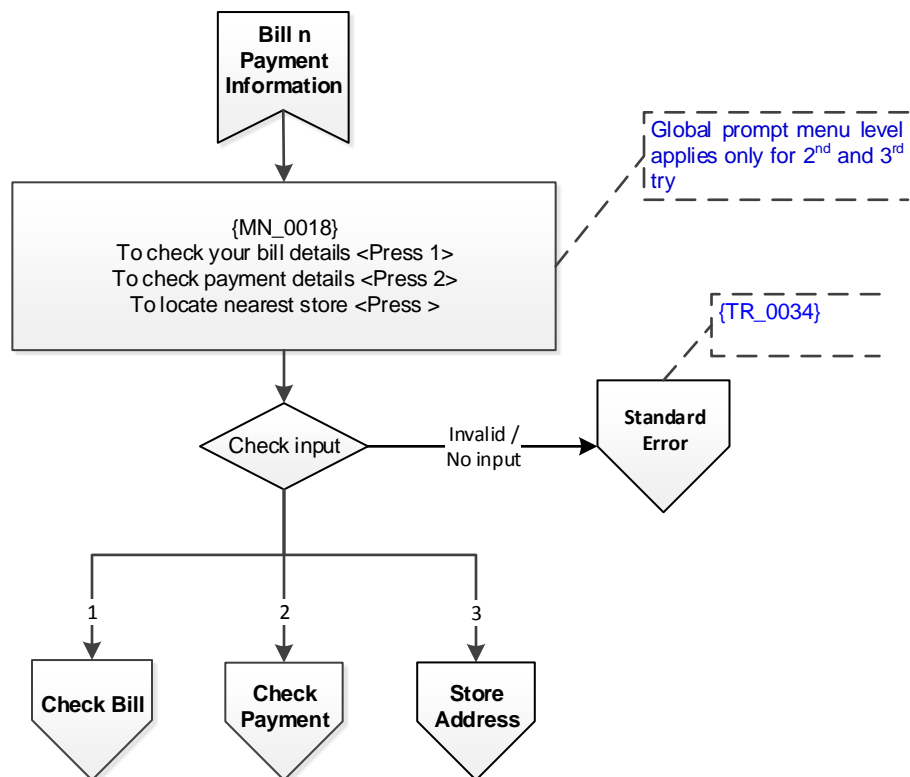 Bill n
Payment
Information
Global prompt menu level
applies only for 2nd and 3rd
try
{MN_0018}
To check your bill details <Press 1>
To check payment details <Press 2>
To locate nearest store <Press >
{TR_0034}
Check input
Invalid /
No input
Standard
Error
1
2
3
Check Bill
Check
Payment
Store
Address